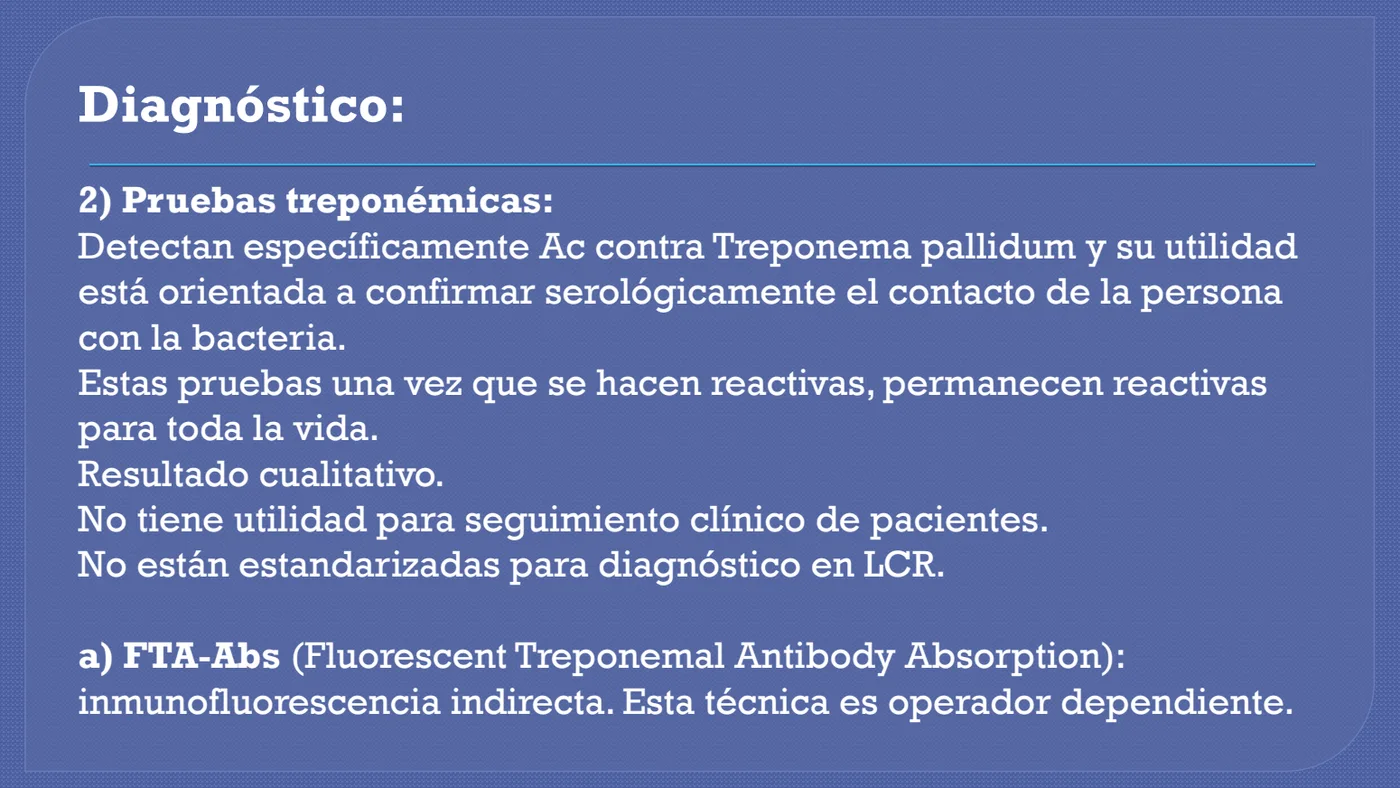 Diagnóstico:
2) Pruebas treponémicas:
Detectan específicamente Ac contra Treponema pallidum y su utilidad
está orientada a confirmar serológicamente el contacto de la persona
con la bacteria.
Estas pruebas una vez que se hacen reactivas, permanecen reactivas
para toda la vida.
Resultado cualitativo.
No tiene utilidad para seguimiento clínico de pacientes.
No están estandarizadas para diagnóstico en LCR.
a) FTA-Abs (Fluorescent Treponemal Antibody Absorption):
inmunofluorescencia indirecta. Esta técnica es operador dependiente.